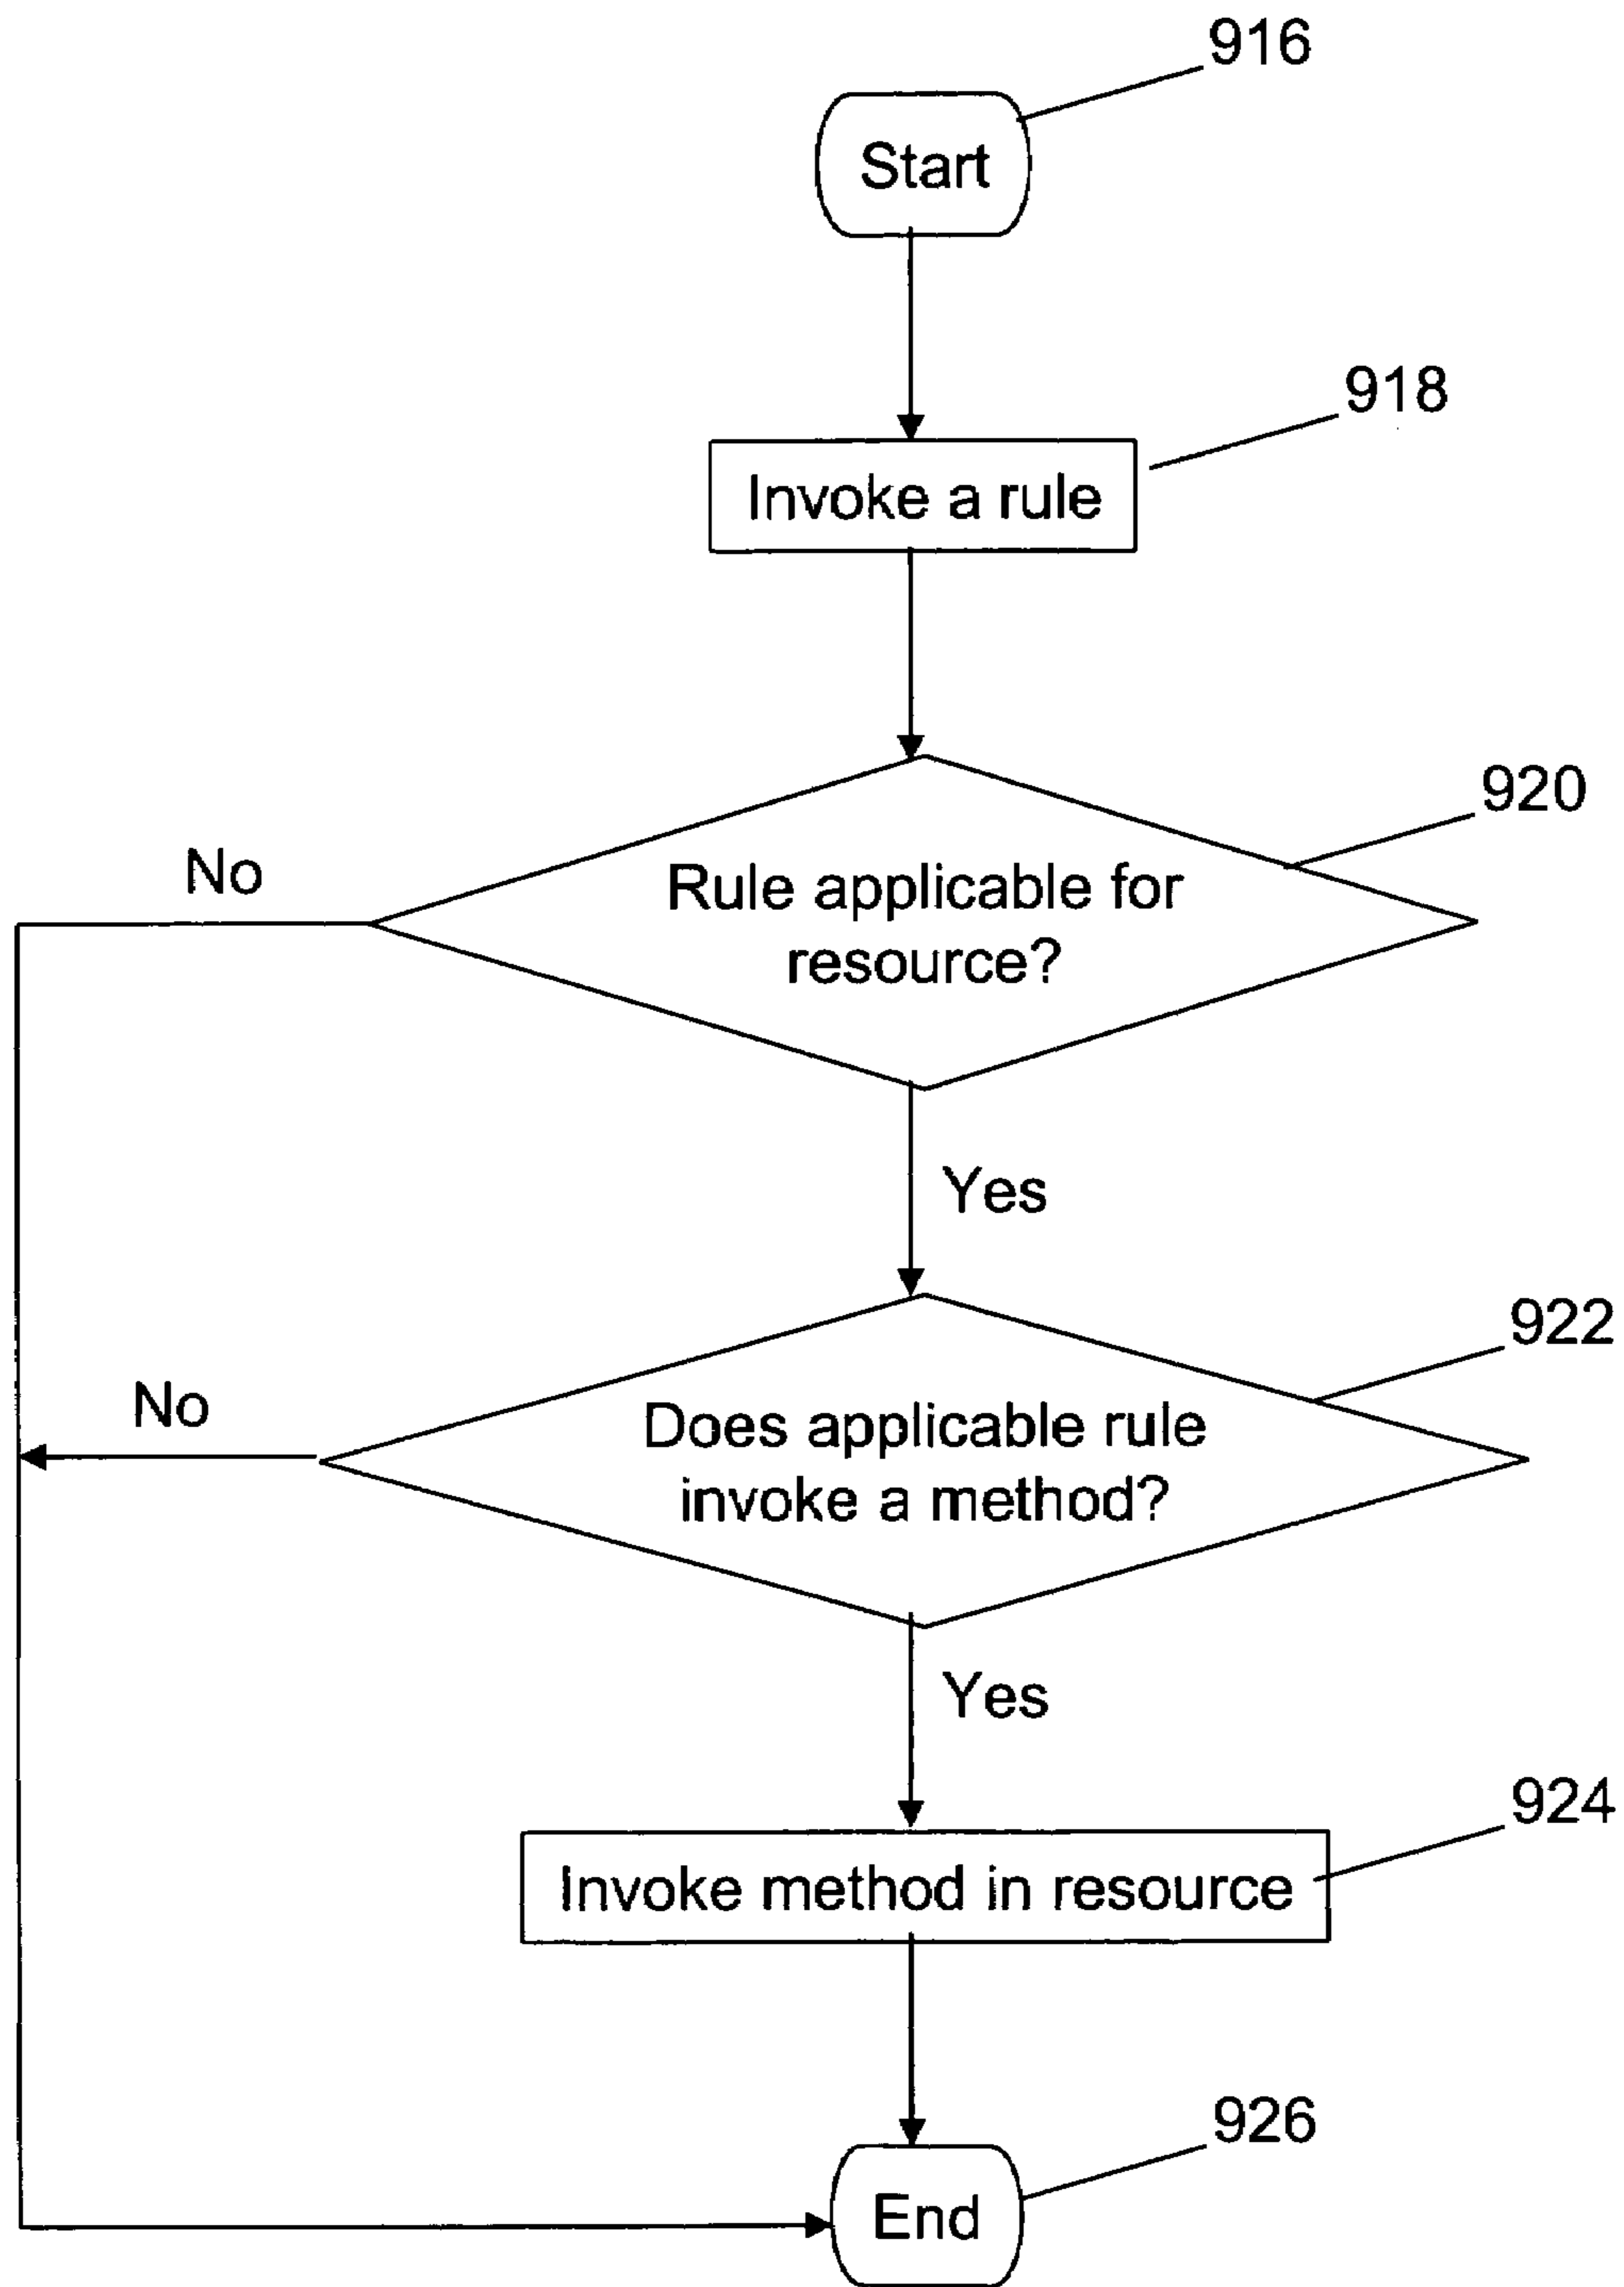 916
Start
918
Invoke a rule
920
No
Rule applicable for
resource?
Yes
922
No
Does applicable rule
invoke a method?
Yes
924
Invoke method in resource
926
End